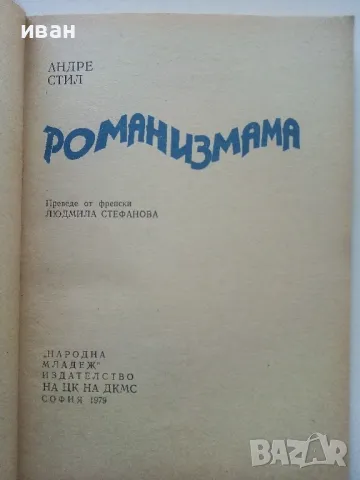 иван
АНДРЕ
СТИЛ
РОМАНИЗМАМА
Преведе от френски
ЛЮДМИЛА СТЕФАНОВА
„НАРОДНА
МЛАДЕЖ"
ИЗДАТЕЛСТВО
НА ЦК НА ДКМС
СОФИЯ 1979
BAZAR